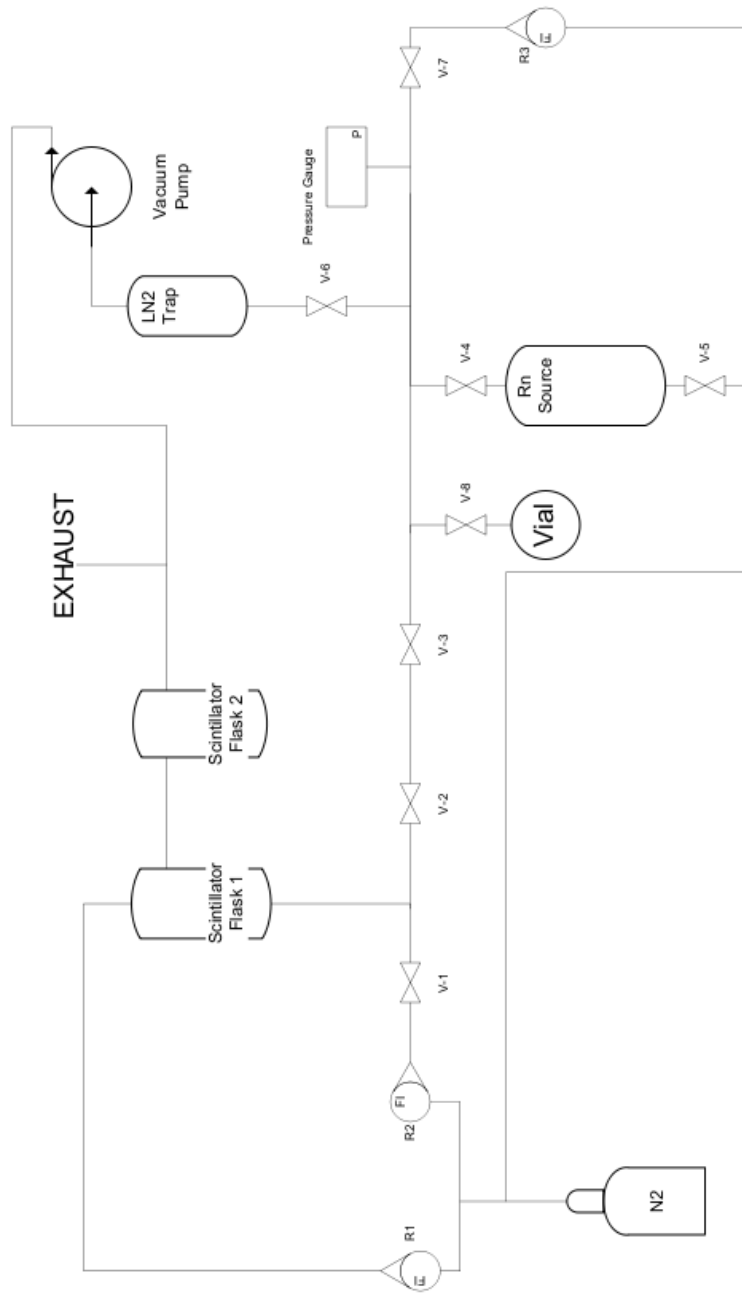 EXHAUST
Vacuum
Pump
LN2
Trap
Pressure Gauge
P
V-6
V-7
R3
FI
V-4
Rn
Source
V-5
V-8
Vial
V-3
V-2
Scintillator
Flask 2
Scintillator
Flask 1
V-1
FI
R2
R1
FI
N2